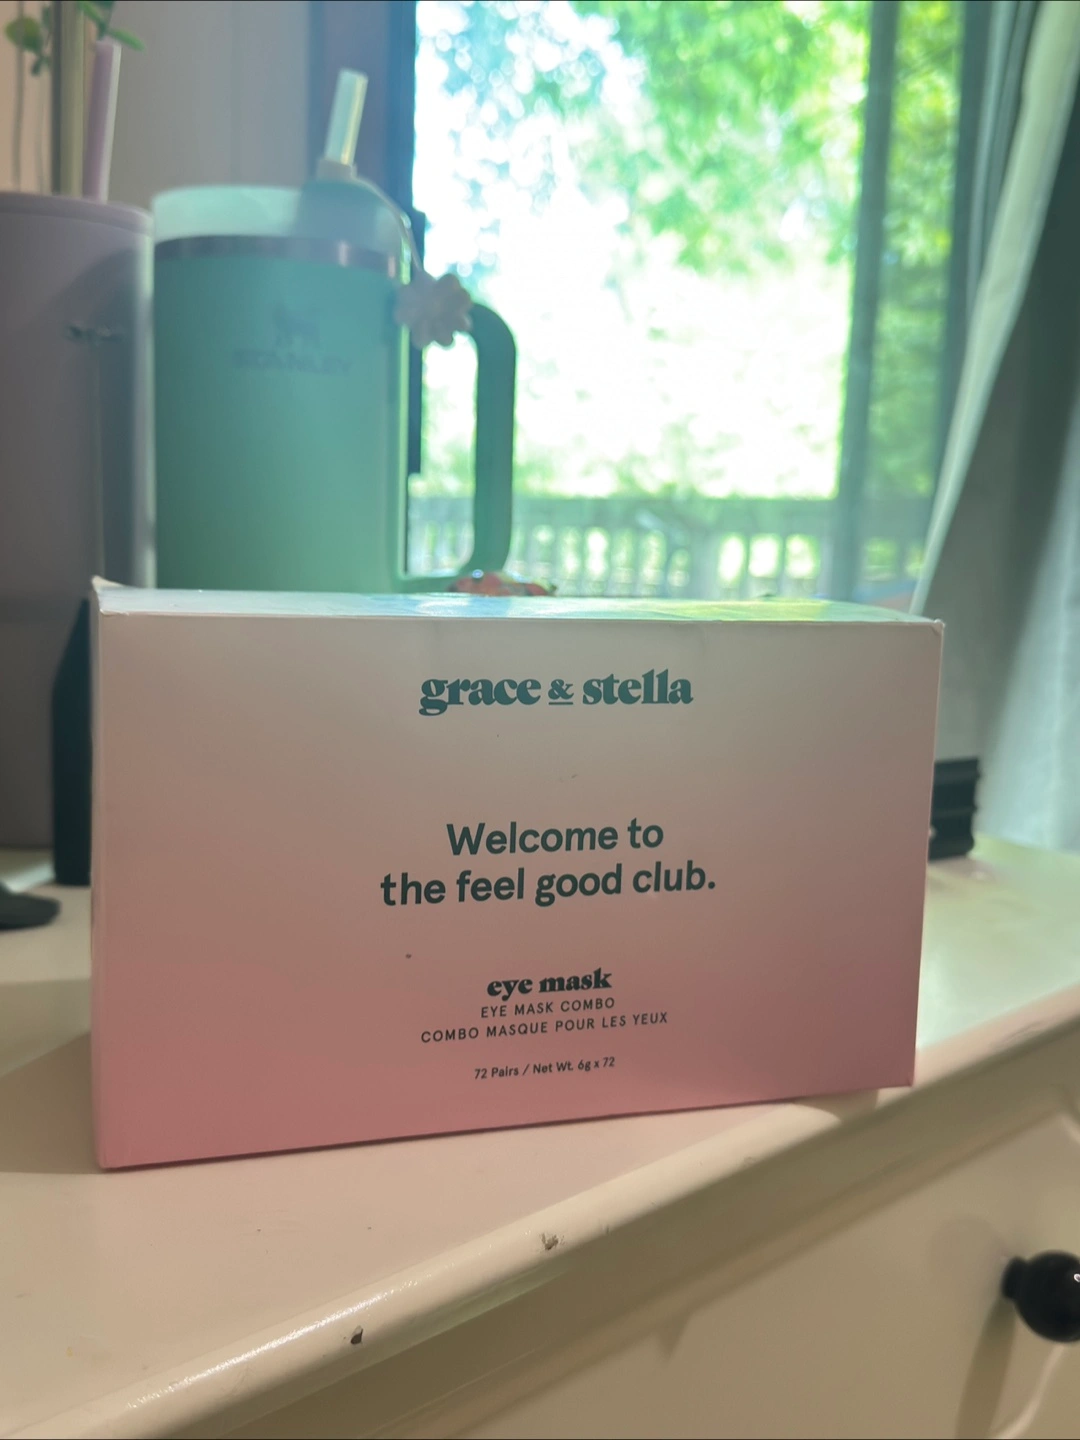 STANLEY
grace & stella
Welcome to
the feel good club.
eye mask
EYE MASK COMBO
COMBO MASQUE POUR LES YEUX
72 Pairs / Net Wt. 6g x 72